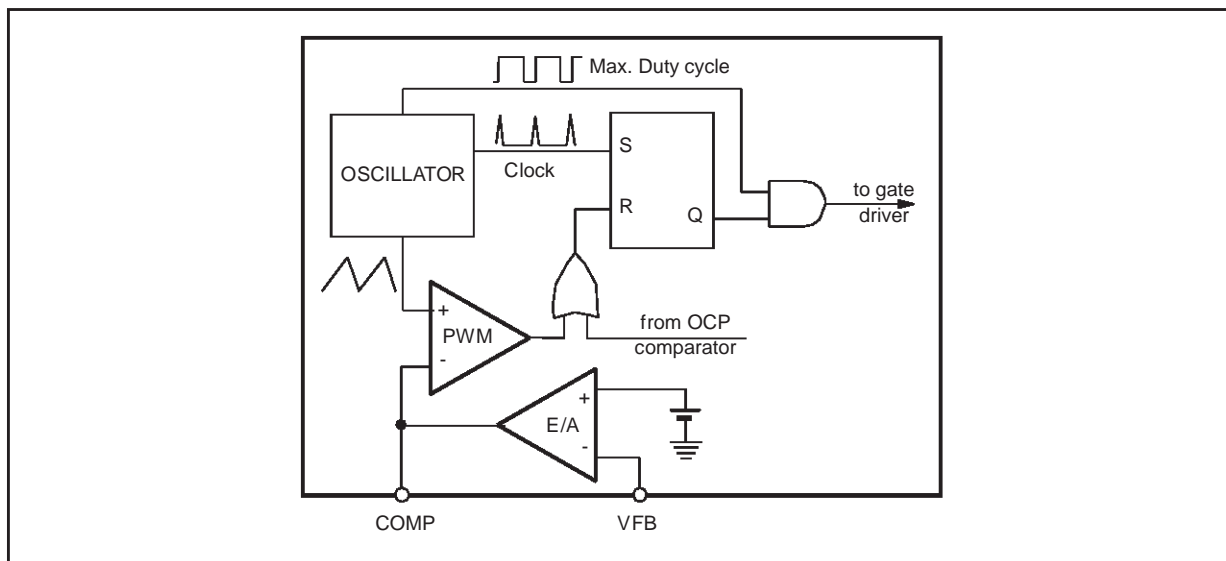 Max. Duty cycle
OSCILLATOR
Clock
S
R
Q
to gate
driver
+
PWM
-
from OCP
comparator
+
E/A
-
COMP
VFB